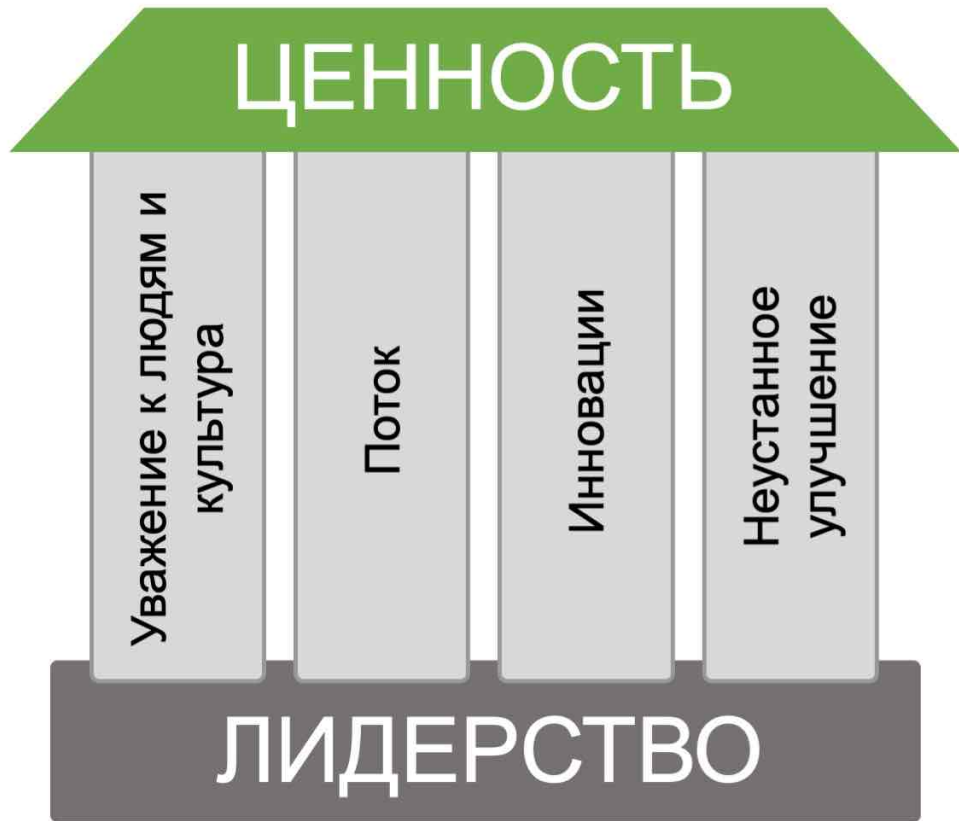 ЦЕННОСТЬ
Уважение к людям и
культура
Поток
Инновации
Неустанное
улучшение
ЛИДЕРСТВО